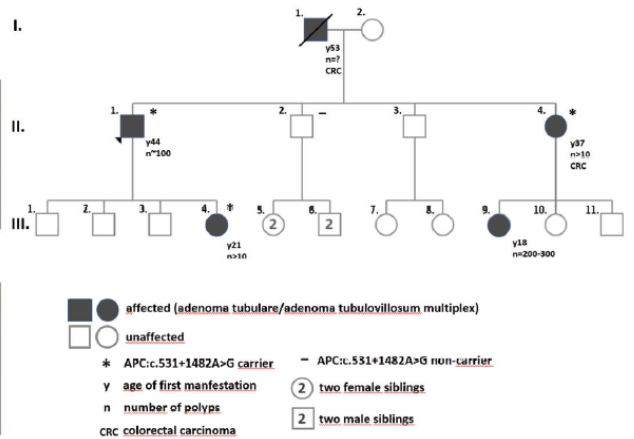 I.
1. 2.
y53
n=?
CRC
II.
1. * 2. – 3. 4. *
y44
n~100
y37
n>10
CRC
III.
1. 2. 3. 4. * 5. 6. 7. 8. 9. 10. 11.
2 2
y21
n>10
y18
n=200-300
affected (adenoma tubulare/adenoma tubulovillosum multiplex)
unaffected
* APC:c.531+1482A>G carrier
– APC:c.531+1482A>G non-carrier
y age of first manfestation
2 two female siblings
n number of polyps
2 two male siblings
CRC colorectal carcinoma